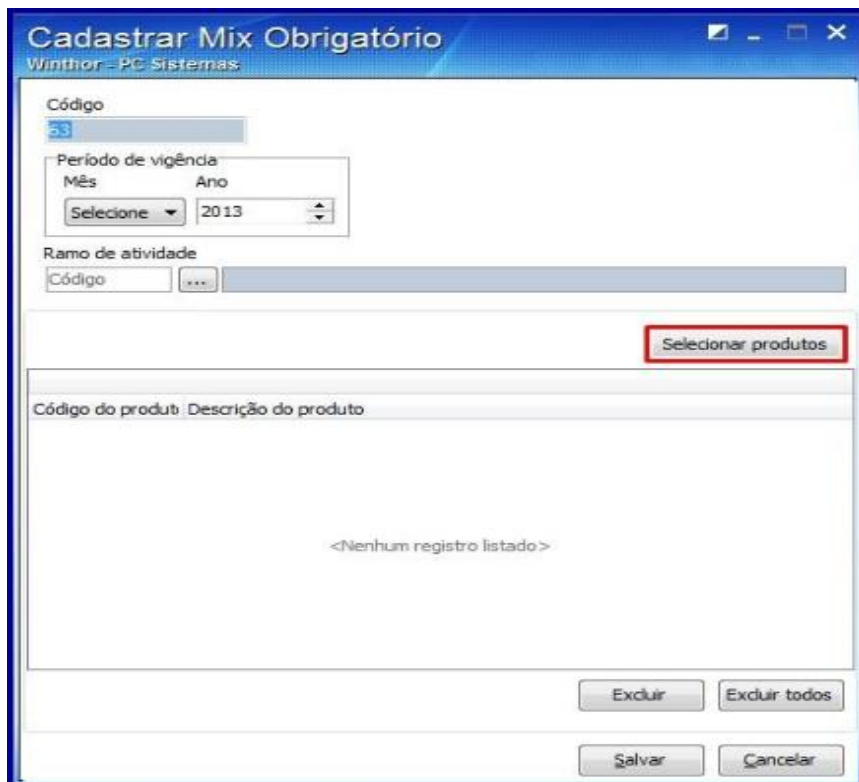 Cadastrar Mix Obrigatório
Winthor - PC Sistemas
Código
63
Período de vigência
Mês Ano
Selecione 2013
Ramo de atividade
Código ...
Selecionar produtos
Código do produt Descrição do produto
<Nenhum registro listado>
Excluir Excluir todos
Salvar Cancelar